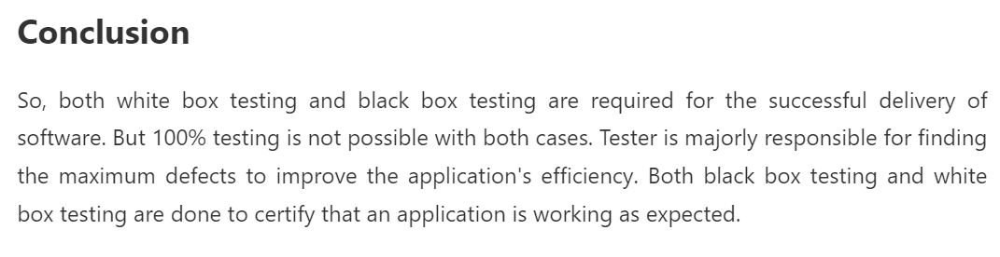 Conclusion
So, both white box testing and black box testing are required for the successful delivery of
software. But 100% testing is not possible with both cases. Tester is majorly responsible for finding
the maximum defects to improve the application's efficiency. Both black box testing and white
box testing are done to certify that an application is working as expected.